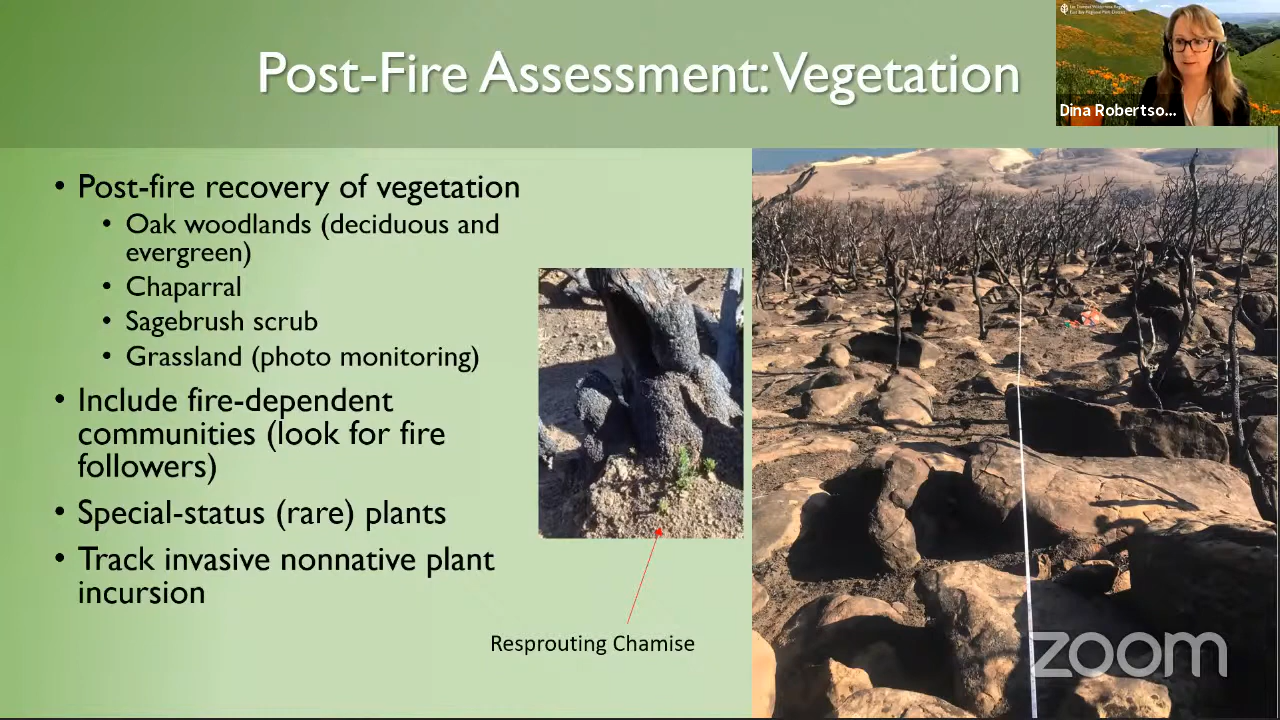 Post-Fire Assessment: Vegetation
Dina Robertso...
• Post-fire recovery of vegetation
• Oak woodlands (deciduous and
evergreen)
• Chaparral
• Sagebrush scrub
• Grassland (photo monitoring)
• Include fire-dependent
communities (look for fire
followers)
• Special-status (rare) plants
• Track invasive nonnative plant
incursion
Resprouting Chamise
zoom